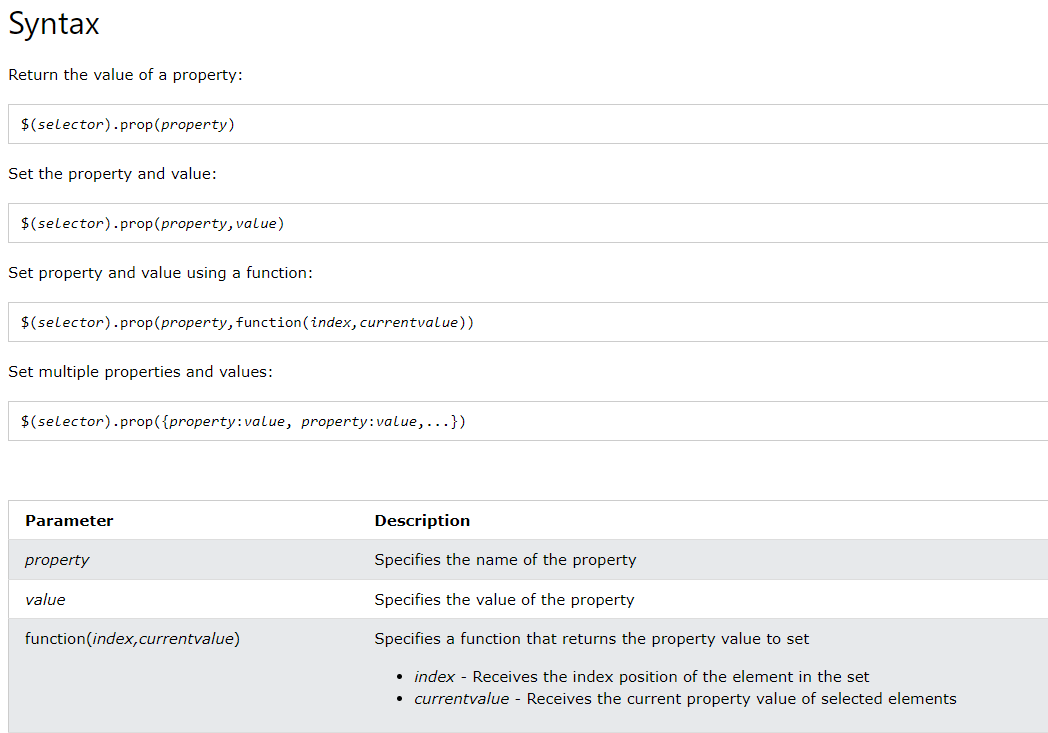 Syntax
Return the value of a property:
$(selector).prop(property)
Set the property and value:
$(selector).prop(property,value)
Set property and value using a function:
$(selector).prop(property,function(index,currentvalue))
Set multiple properties and values:
$(selector).prop({property:value, property:value,...})
Parameter Description
property Specifies the name of the property
value Specifies the value of the property
function(index,currentvalue) Specifies a function that returns the property value to set
• index - Receives the index position of the element in the set
• currentvalue - Receives the current property value of selected elements